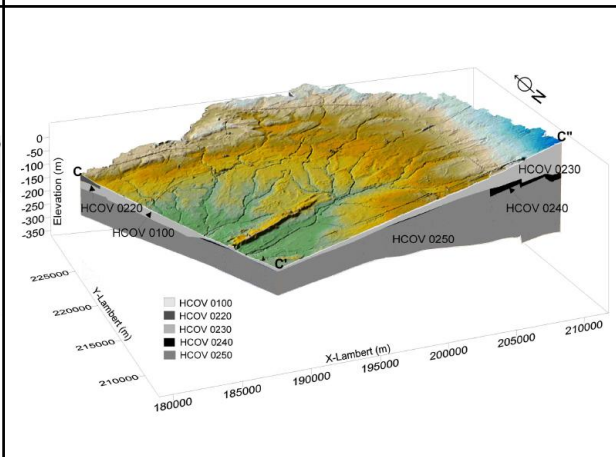 N
C"
0
-50
-100
-150
-200
-250
-300
-350
Elevation (m)
C
HCOV 0230
HCOV 0220
HCOV 0240
HCOV 0100
HCOV 0250
C'
225000
220000
215000
210000
Y-Lambert (m)
HCOV 0100
HCOV 0220
HCOV 0230
HCOV 0240
HCOV 0250
X-Lambert (m)
180000
185000
190000
195000
200000
205000
210000